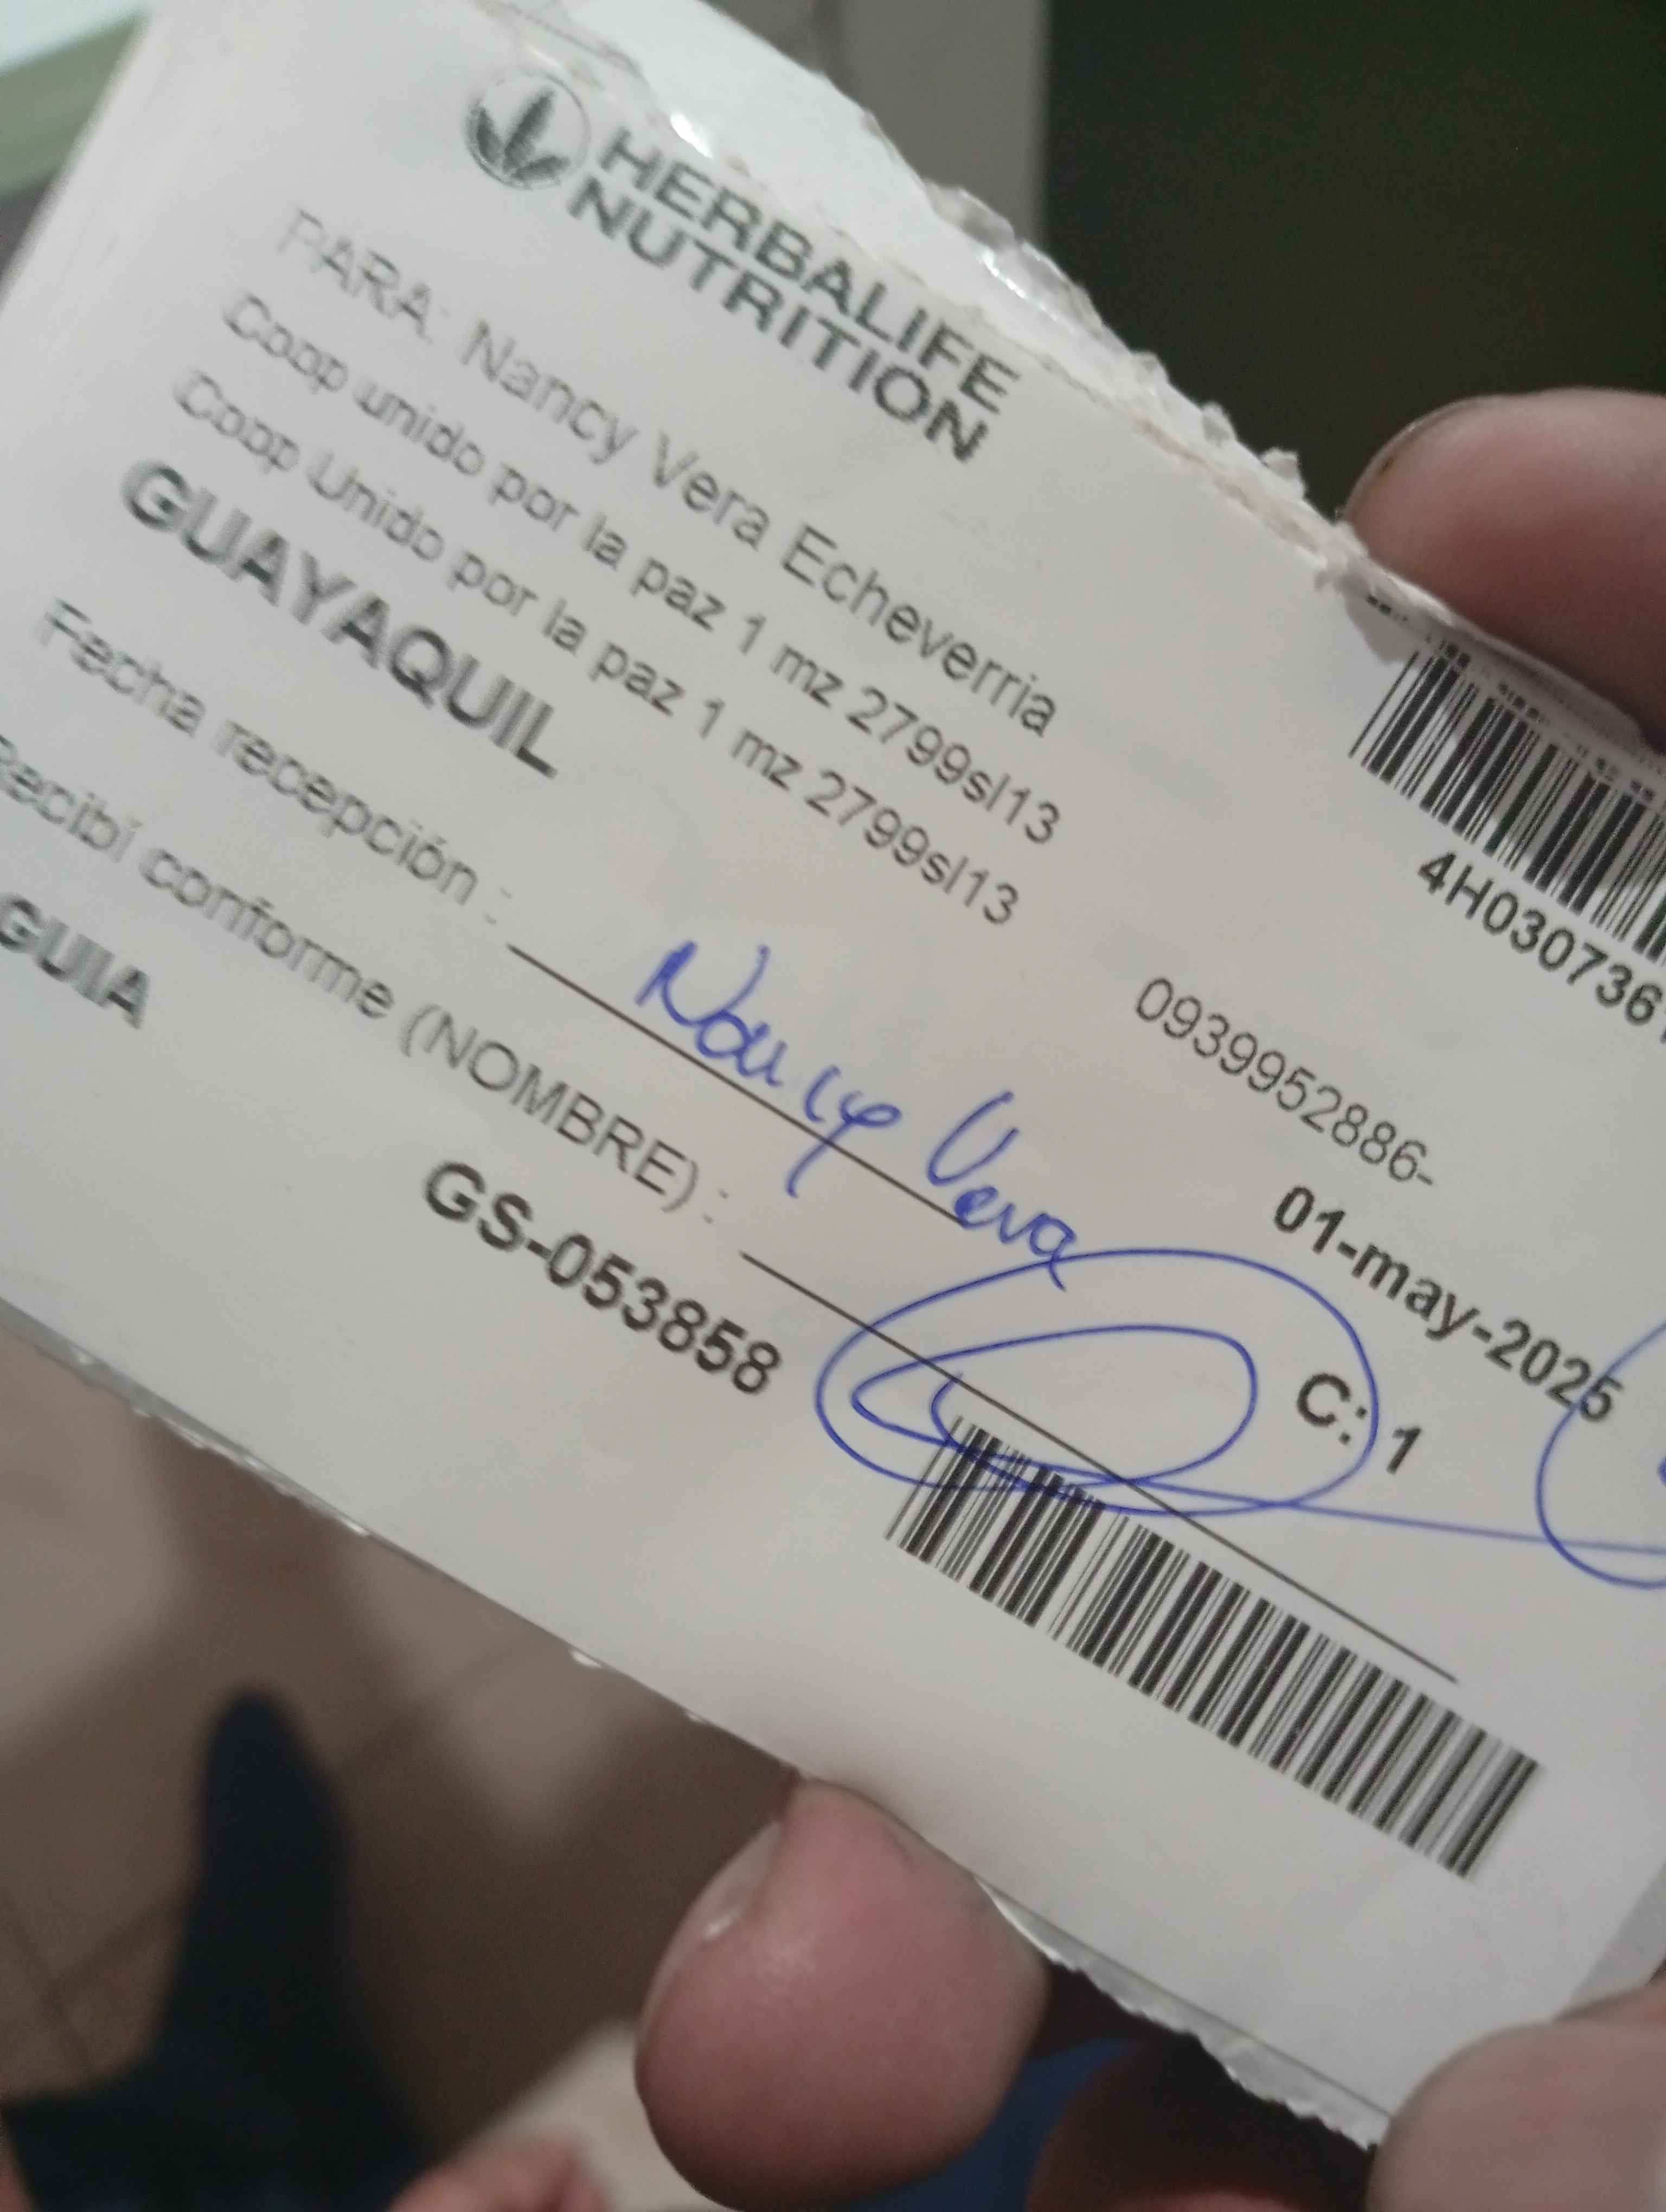 HERBALIFE
NUTRITION
PARA: Nancy Vera Echeverria
Coop unido por la paz 1 mz 2799sl13
Coop Unido por la paz 1 mz 2799sl13
GUAYAQUIL
4H0307361
0939952886-
Fecha recepción :
Nancy Vera
01-may-2025
Recibí conforme (NOMBRE) :
C: 1
GUIA
GS-053858